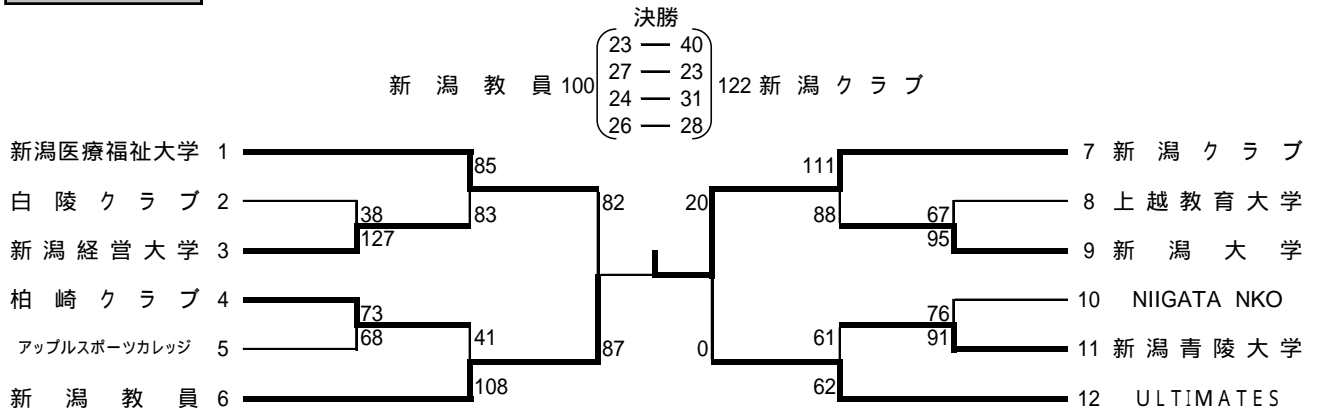 決勝
23 — 40
27 — 23
新潟教員 100 122 新潟クラブ
24 — 31
26 — 28
新潟医療福祉大学 1
85
111
7 新潟クラブ
白陵クラブ 2
38
83
82
20
88
67
8 上越教育大学
新潟経営大学 3
127
95
9 新潟大学
柏崎クラブ 4
73
76
10 NIIGATA NKO
アップルスポーツカレッジ 5
68
41
87
0
61
91
11 新潟青陵大学
新潟教員 6
108
62
12 ULTIMATES